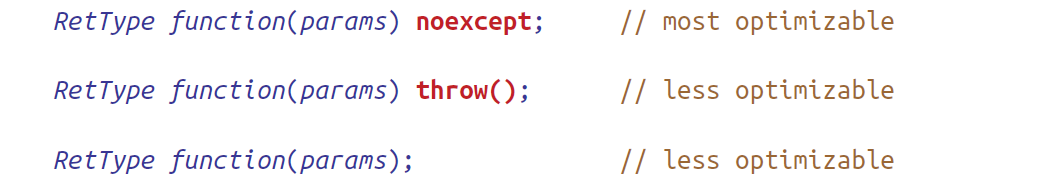 RetType function(params) noexcept; // most optimizable
RetType function(params) throw(); // less optimizable
RetType function(params); // less optimizable